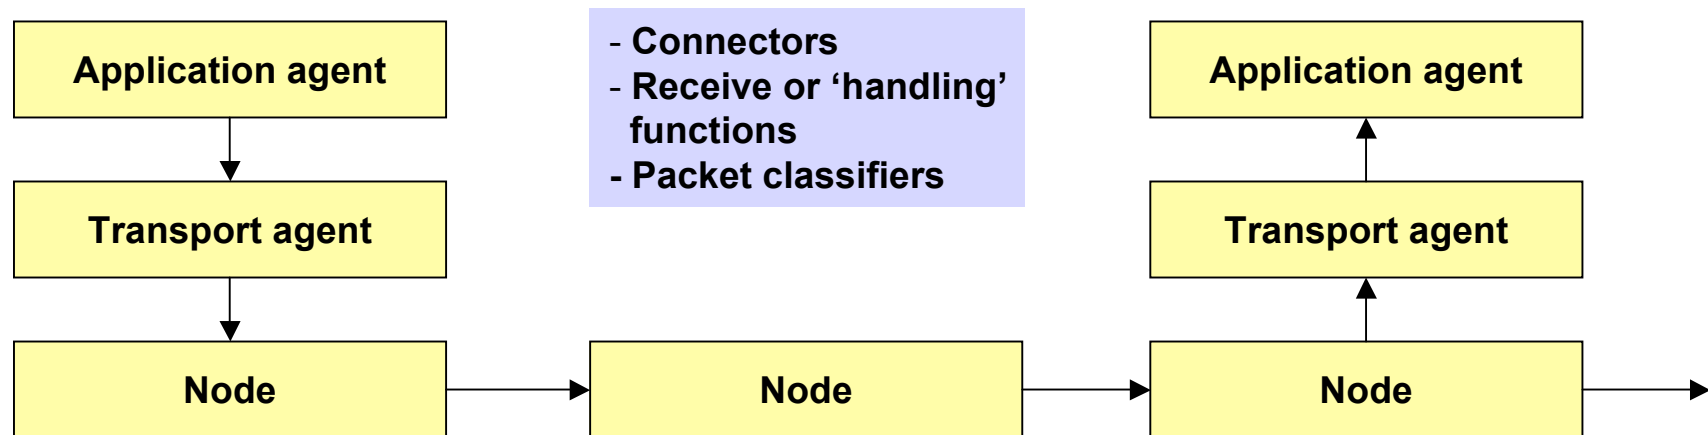 Application agent
Transport agent
Node
- Connectors
- Receive or ‘handling’
functions
- Packet classifiers
Node
Application agent
Transport agent
Node